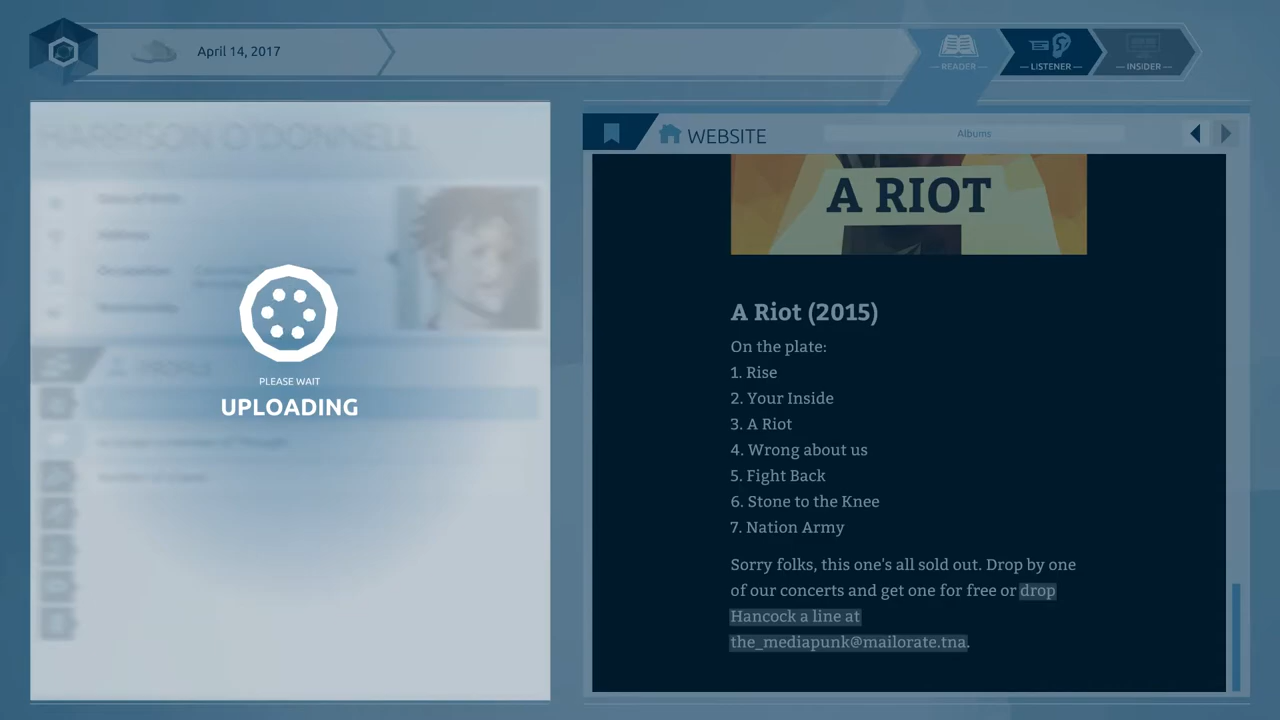 April 14, 2017
— READER —
— LISTENER —
— INSIDER —
HARRISON O'DONNELL
PLEASE WAIT
UPLOADING
WEBSITE
Albums
A RIOT
A Riot (2015)
On the plate:
1. Rise
2. Your Inside
3. A Riot
4. Wrong about us
5. Fight Back
6. Stone to the Knee
7. Nation Army
Sorry folks, this one's all sold out. Drop by one
of our concerts and get one for free or drop
Hancock a line at
the_mediapunk@mailorate.tna.